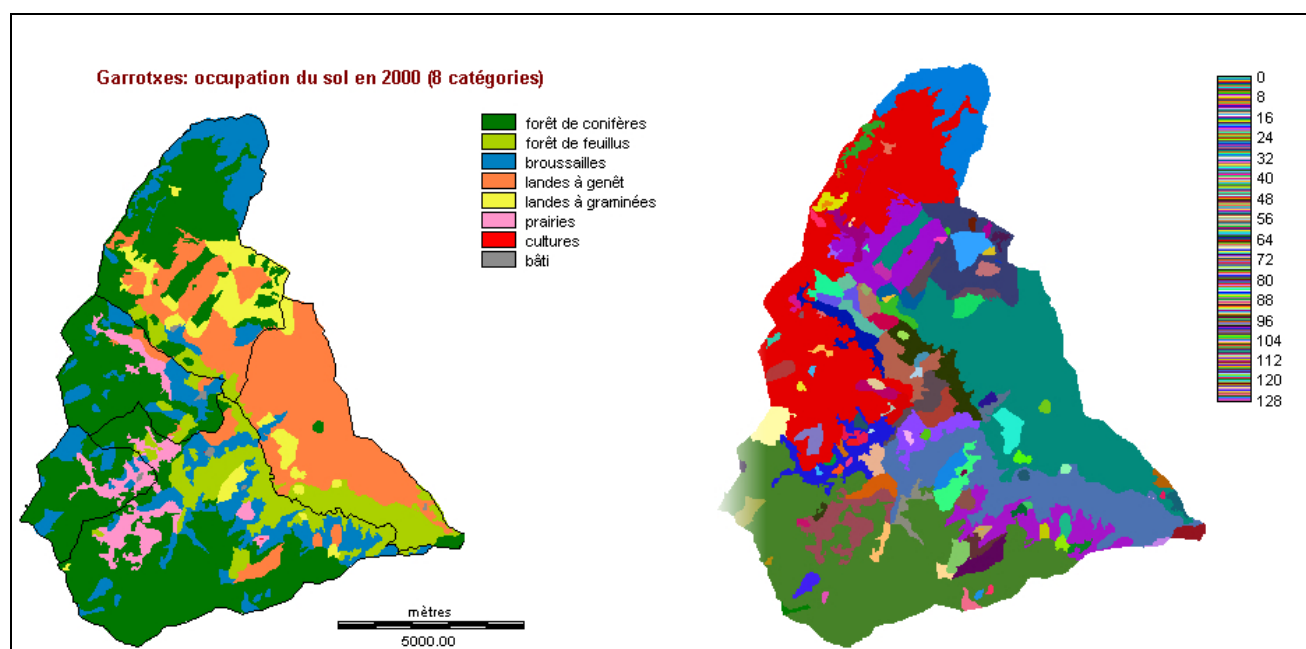 Garrotxes: occupation du sol en 2000 (8 catégories)
forêt de conifères
forêt de feuillus
broussailles
landes à genêt
landes à graminées
prairies
cultures
bâti
mètres
5000.00
0
8
16
24
32
40
48
56
64
72
80
88
96
104
112
120
128